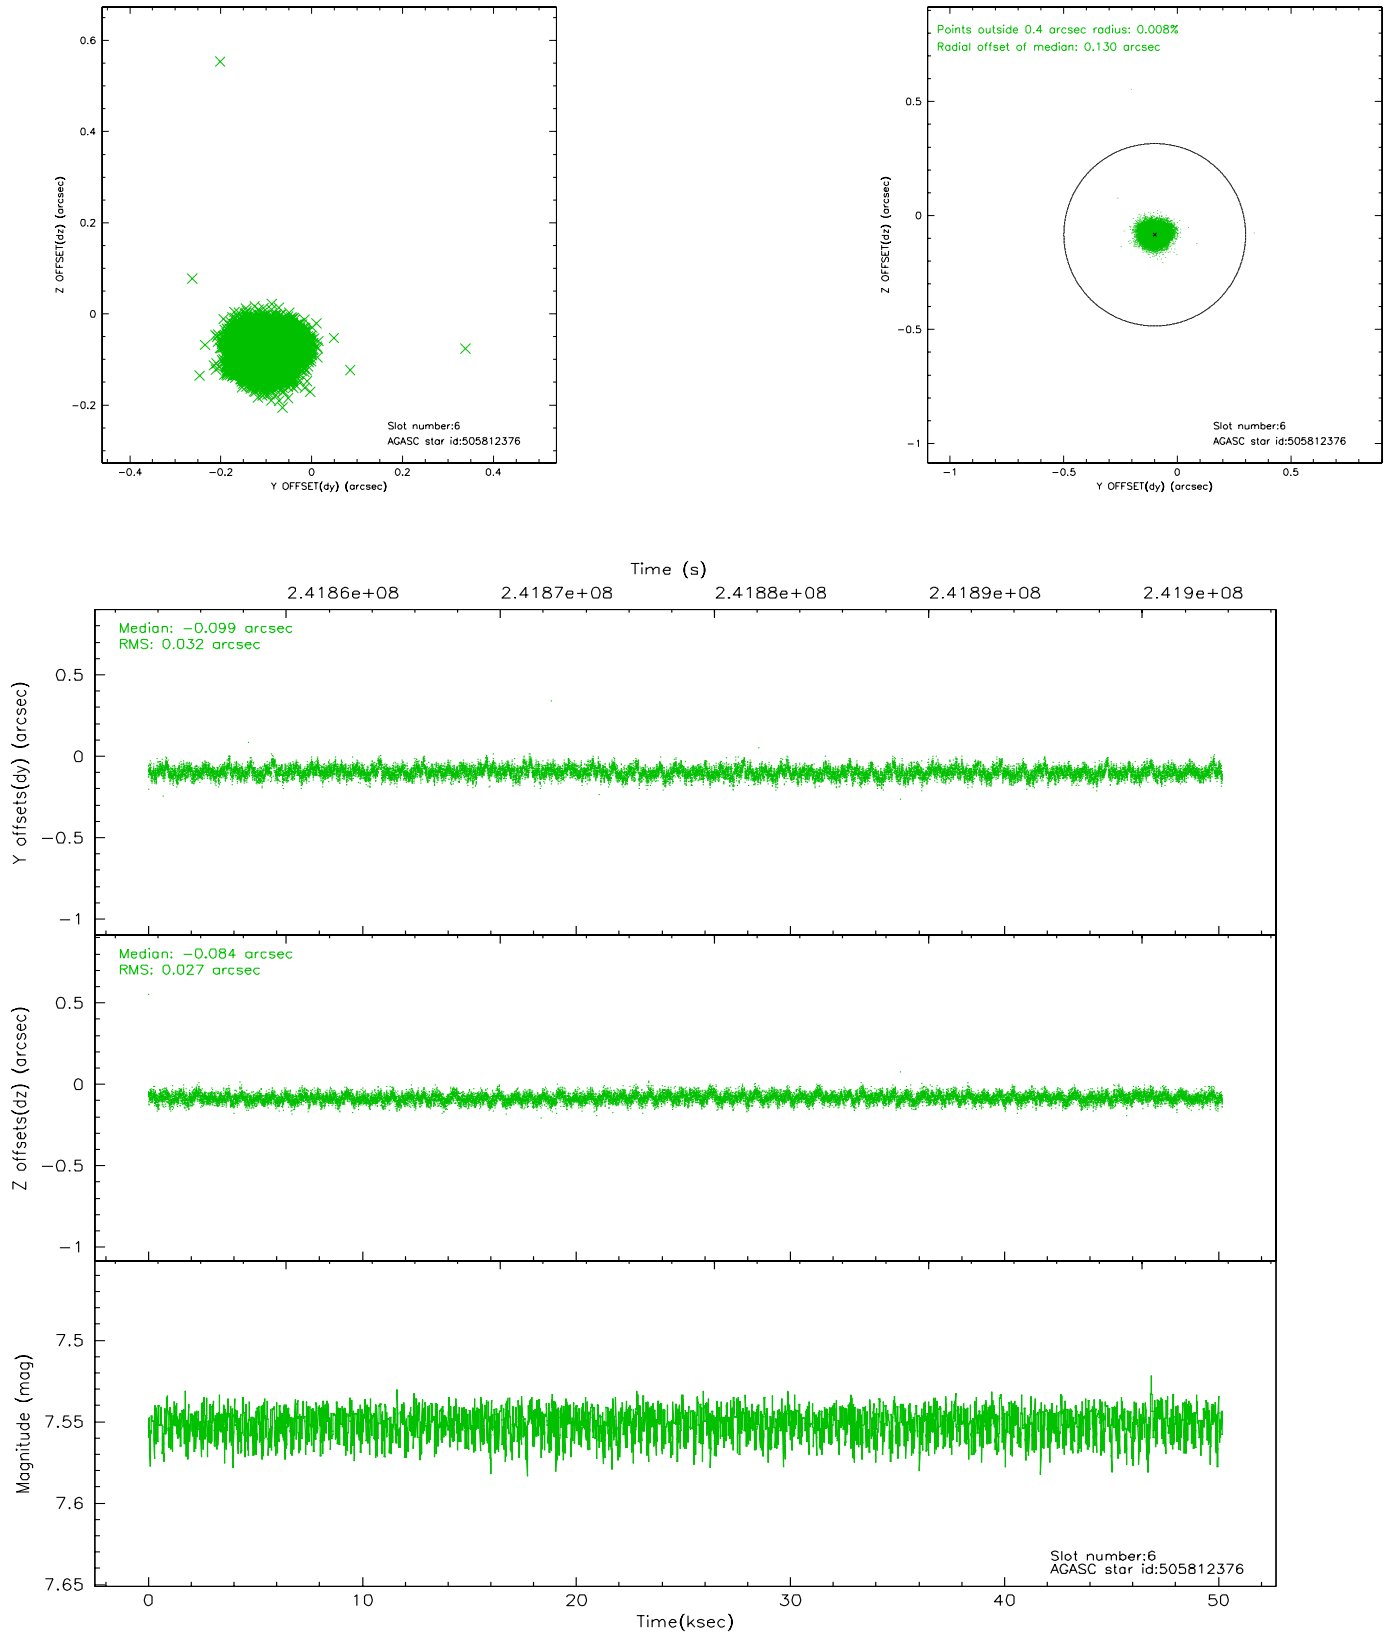 0.6
0.4
0.2
0
-0.2
Z OFFSET(dz) (arcsec)
Slot number:6
AGASC star id:505812376
-0.4 -0.2 0 0.2 0.4
Y OFFSET(dy) (arcsec)
Points outside 0.4 arcsec radius: 0.008%
Radial offset of median: 0.130 arcsec
0.5
0
-0.5
-1
Z OFFSET(dz) (arcsec)
Slot number:6
AGASC star id:505812376
-1 -0.5 0 0.5
Y OFFSET(dy) (arcsec)
Time (s)
2.4186e+08 2.4187e+08 2.4188e+08 2.4189e+08 2.419e+08
Median: -0.099 arcsec
RMS: 0.032 arcsec
0.5
0
-0.5
-1
Y offsets(dy) (arcsec)
Median: -0.084 arcsec
RMS: 0.027 arcsec
0.5
0
-0.5
-1
Z offsets(dz) (arcsec)
7.5
7.55
7.6
7.65
Magnitude (mag)
Slot number:6
AGASC star id:505812376
0 10 20 30 40 50
Time(ksec)